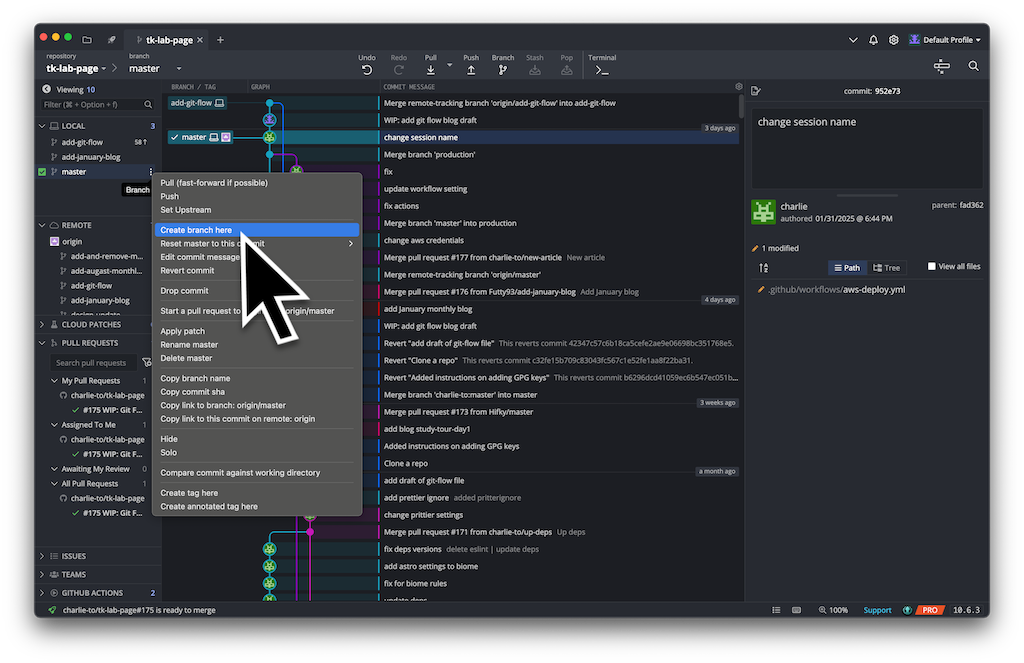 tk-lab-page
repository
tk-lab-page
branch
master
Undo
Redo
Pull
Push
Branch
Stash
Pop
Terminal
Default Profile
Viewing 10
Filter (⌘ + Option + f)
LOCAL 3
add-git-flow 58↑
add-january-blog
master
Branch
REMOTE
origin
add-and-remove-m...
add-augast-monthl...
add-git-flow
add-january-blog
CLOUD PATCHES
PULL REQUESTS
Search pull requests
My Pull Requests 1
charlie-to/tk-lab-page
#175 WIP: Git F...
Assigned To Me 1
charlie-to/tk-lab-page
#175 WIP: Git F...
Awaiting My Review 0
All Pull Requests 1
charlie-to/tk-lab-page
#175 WIP: Git F...
ISSUES
TEAMS
GITHUB ACTIONS 2
Pull (fast-forward if possible)
Push
Set Upstream
Create branch here
Reset master to this commit
Edit commit message
Revert commit
Drop commit
Start a pull request to origin/master
Apply patch
Rename master
Delete master
Copy branch name
Copy commit sha
Copy link to branch: origin/master
Copy link to this commit on remote: origin
Hide
Solo
Compare commit against working directory
Create tag here
Create annotated tag here
BRANCH / TAG GRAPH COMMIT MESSAGE
add-git-flow Merge remote-tracking branch 'origin/add-git-flow' into add-git-flow
WIP: add git flow blog draft
3 days ago
master change session name
Merge branch 'production'
fix
update workflow setting
fix actions
Merge branch 'master' into production
change aws credentials
Merge pull request #177 from charlie-to/new-article New article
Merge remote-tracking branch 'origin/master'
Merge pull request #176 from Futty93/add-january-blog Add January blog
4 days ago
add January monthly blog
WIP: add git flow blog draft
Revert "add draft of git-flow file" This reverts commit 42347c57c6b18ca5cefe2ae9e06698bc351768e5.
Revert "Clone a repo" This reverts commit c32fe15b709c83043fc567c1e52fe1aa8f22ba31.
Revert "Added instructions on adding GPG keys" This reverts commit b6296dcd41059ec6b547ec051b...
Merge branch 'charlie-to:master' into master
3 weeks ago
Merge pull request #173 from Hifky/master
add blog study-tour-day1
Added instructions on adding GPG keys
Clone a repo
a month ago
add draft of git-flow file
add prettier ignore added pritterignore
change prittier settings
Merge pull request #171 from charlie-to/up-deps Up deps
fix deps versions delete eslint | update deps
add astro settings to biome
fix for biome rules
update deps
commit: 952e73
change session name
charlie
authored 01/31/2025 @ 6:44 PM
parent: fad362
1 modified
Path
Tree
View all files
.github/workflows/aws-deploy.yml
charlie-to/tk-lab-page#175 is ready to merge
100%
Support
PRO
10.6.3